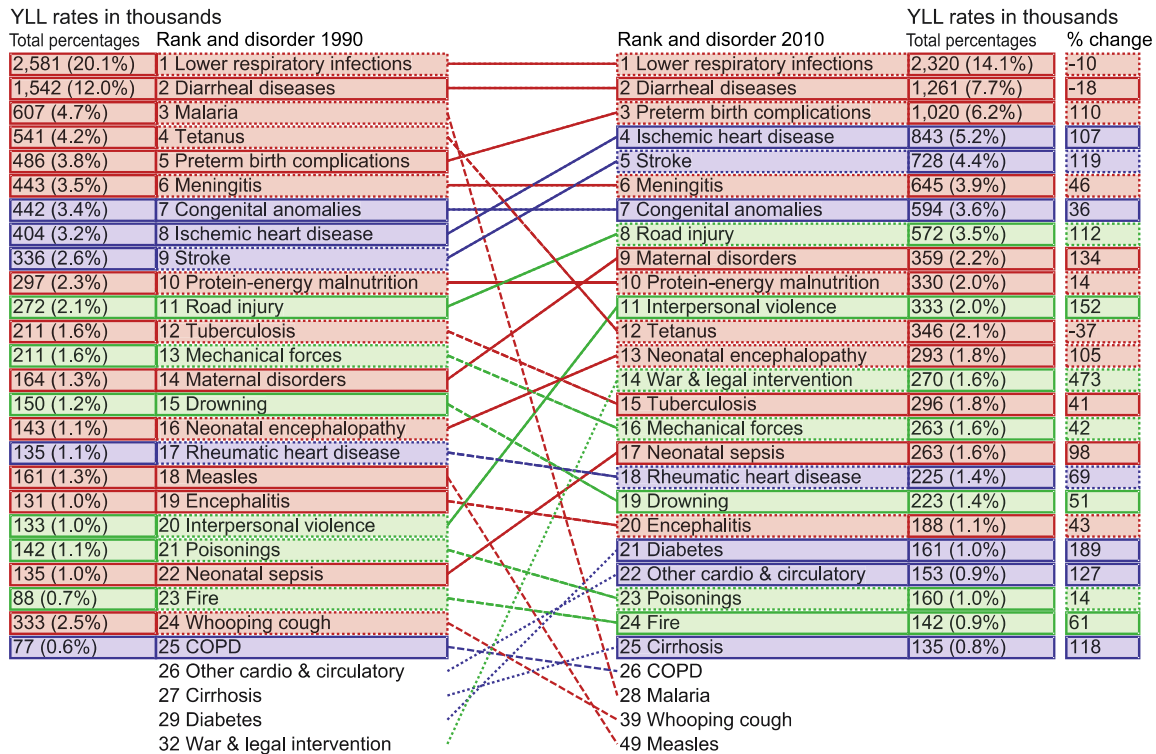 YLL rates in thousands YLL rates in thousands
Total percentages Rank and disorder 1990 Rank and disorder 2010 Total percentages % change
2,581 (20.1%) 1 Lower respiratory infections 1 Lower respiratory infections 2,320 (14.1%) -10
1,542 (12.0%) 2 Diarrheal diseases 2 Diarrheal diseases 1,261 (7.7%) -18
607 (4.7%) 3 Malaria 3 Preterm birth complications 1,020 (6.2%) 110
541 (4.2%) 4 Tetanus 4 Ischemic heart disease 843 (5.2%) 107
486 (3.8%) 5 Preterm birth complications 5 Stroke 728 (4.4%) 119
443 (3.5%) 6 Meningitis 6 Meningitis 645 (3.9%) 46
442 (3.4%) 7 Congenital anomalies 7 Congenital anomalies 594 (3.6%) 36
404 (3.2%) 8 Ischemic heart disease 8 Road injury 572 (3.5%) 112
336 (2.6%) 9 Stroke 9 Maternal disorders 359 (2.2%) 134
297 (2.3%) 10 Protein-energy malnutrition 10 Protein-energy malnutrition 330 (2.0%) 14
272 (2.1%) 11 Road injury 11 Interpersonal violence 333 (2.0%) 152
211 (1.6%) 12 Tuberculosis 12 Tetanus 346 (2.1%) -37
211 (1.6%) 13 Mechanical forces 13 Neonatal encephalopathy 293 (1.8%) 105
164 (1.3%) 14 Maternal disorders 14 War & legal intervention 270 (1.6%) 473
150 (1.2%) 15 Drowning 15 Tuberculosis 296 (1.8%) 41
143 (1.1%) 16 Neonatal encephalopathy 16 Mechanical forces 263 (1.6%) 42
135 (1.1%) 17 Rheumatic heart disease 17 Neonatal sepsis 263 (1.6%) 98
161 (1.3%) 18 Measles 18 Rheumatic heart disease 225 (1.4%) 69
131 (1.0%) 19 Encephalitis 19 Drowning 223 (1.4%) 51
133 (1.0%) 20 Interpersonal violence 20 Encephalitis 188 (1.1%) 43
142 (1.1%) 21 Poisonings 21 Diabetes 161 (1.0%) 189
135 (1.0%) 22 Neonatal sepsis 22 Other cardio & circulatory 153 (0.9%) 127
88 (0.7%) 23 Fire 23 Poisonings 160 (1.0%) 14
333 (2.5%) 24 Whooping cough 24 Fire 142 (0.9%) 61
77 (0.6%) 25 COPD 25 Cirrhosis 135 (0.8%) 118
26 Other cardio & circulatory 26 COPD
27 Cirrhosis 28 Malaria
29 Diabetes 39 Whooping cough
32 War & legal intervention 49 Measles